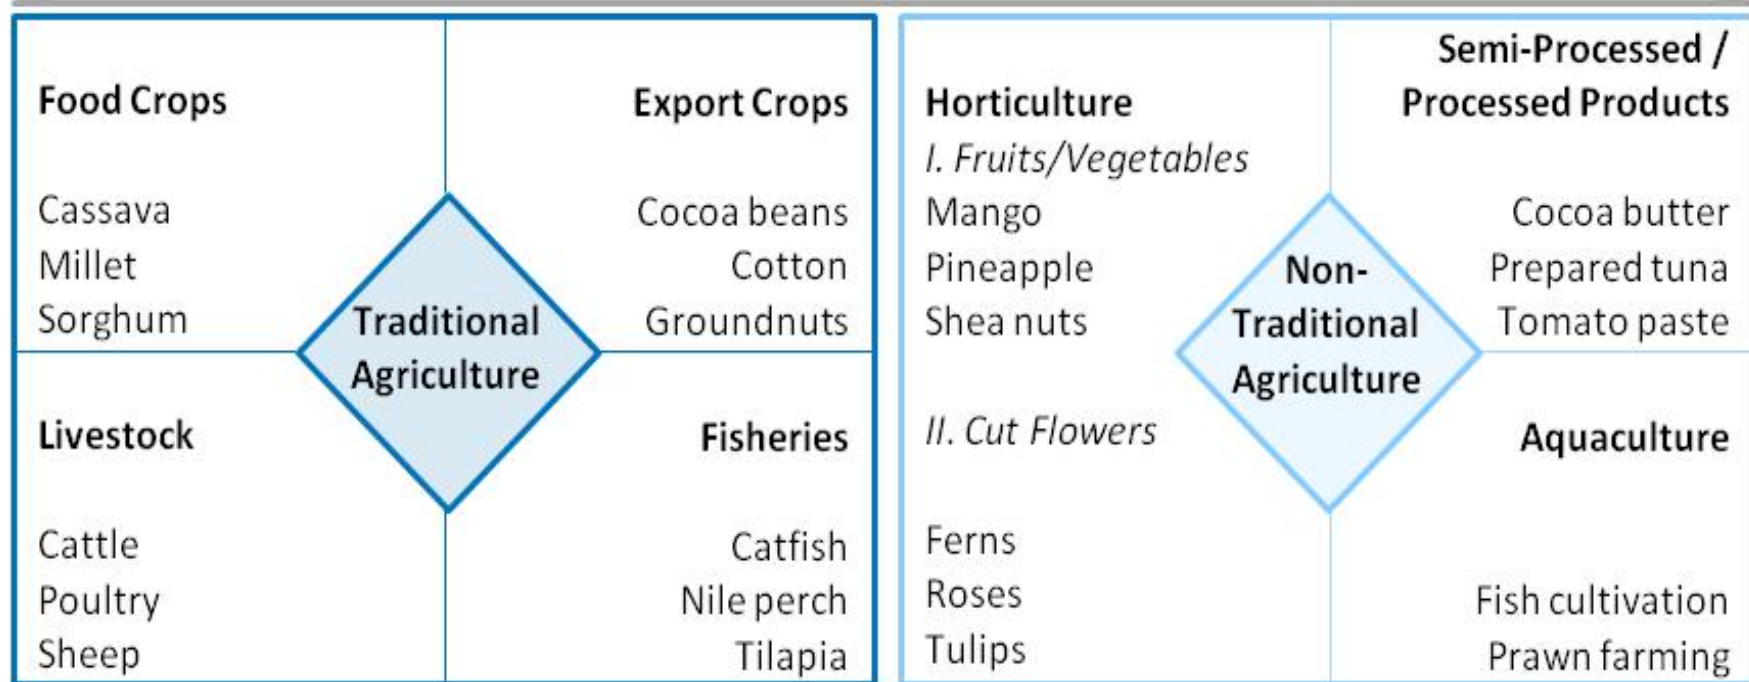 Food Crops
Cassava
Millet
Sorghum
Export Crops
Cocoa beans
Cotton
Groundnuts
Traditional
Agriculture
Livestock
Cattle
Poultry
Sheep
Fisheries
Catfish
Nile perch
Tilapia
Horticulture
I. Fruits/Vegetables
Mango
Pineapple
Shea nuts
II. Cut Flowers
Ferns
Roses
Tulips
Non-
Traditional
Agriculture
Semi-Processed /
Processed Products
Cocoa butter
Prepared tuna
Tomato paste
Aquaculture
Fish cultivation
Prawn farming